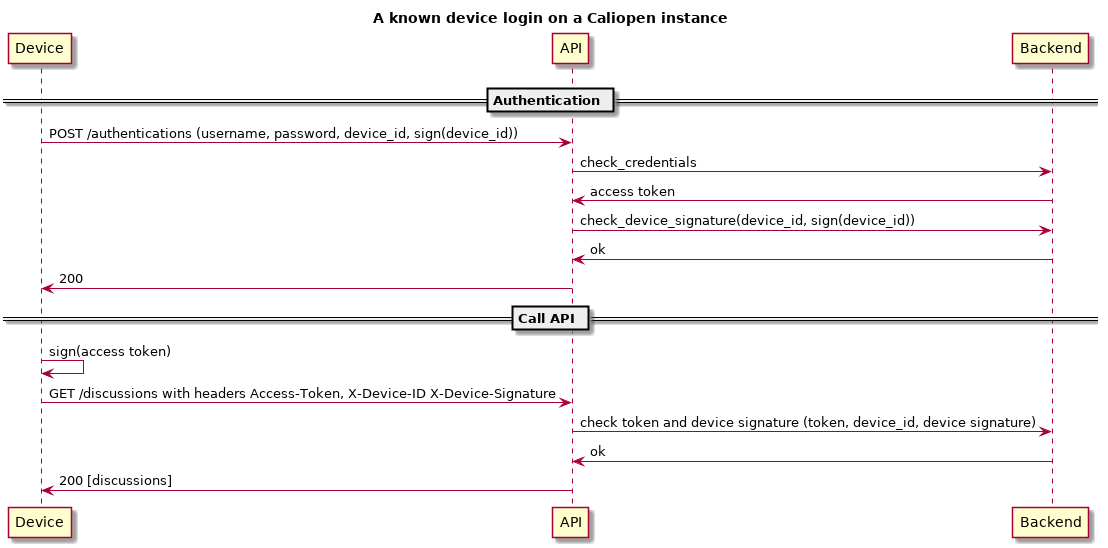 A known device login on a Caliopen instance
Device API Backend
Authentication
POST /authentications (username, password, device_id, sign(device_id))
check_credentials
access token
check_device_signature(device_id, sign(device_id))
ok
200
Call API
sign(access token)
GET /discussions with headers Access-Token, X-Device-ID X-Device-Signature
check token and device signature (token, device_id, device signature)
ok
200 [discussions]
Device API Backend